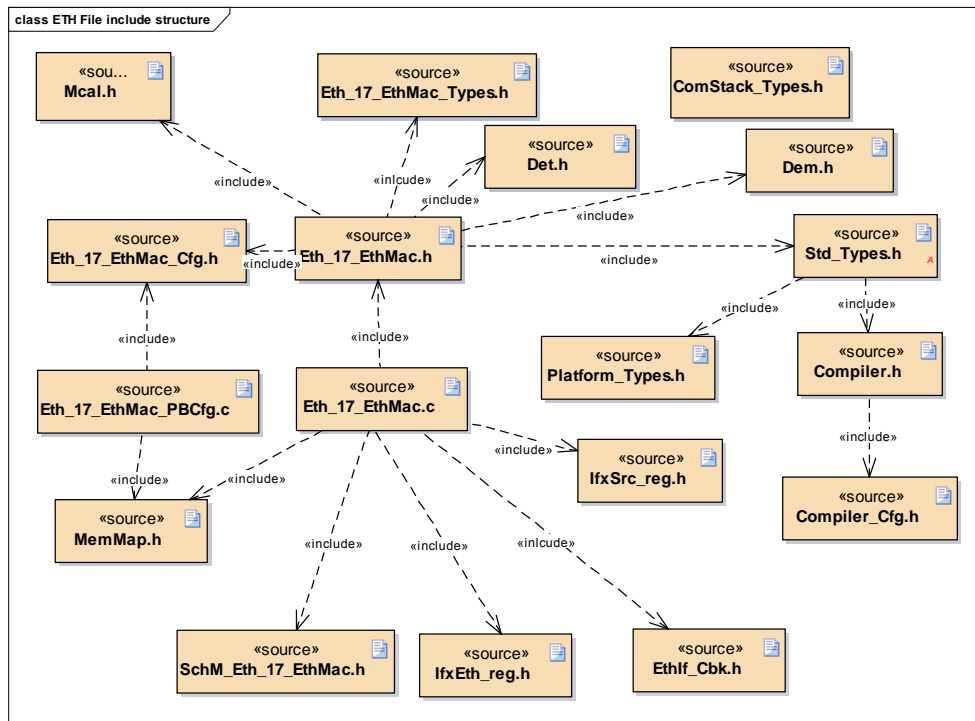 class ETH File include structure
«sou...
Mcal.h
«source»
Eth_17_EthMac_Types.h
«source»
ComStack_Types.h
«source»
Det.h
«source»
Dem.h
«include»
«inlcude»
«include»
«include»
«source»
Eth_17_EthMac_Cfg.h
«include»
«source»
Eth_17_EthMac.h
«include»
«source»
Std_Types.h
A
«include»
«include»
«include»
«include»
«source»
Platform_Types.h
«source»
Compiler.h
«source»
Eth_17_EthMac_PBCfg.c
«source»
Eth_17_EthMac.c
«include»
«include»
«include»
«include»
«source»
IfxSrc_reg.h
«source»
MemMap.h
«source»
Compiler_Cfg.h
«include»
«include»
«inlcude»
«source»
SchM_Eth_17_EthMac.h
«source»
IfxEth_reg.h
«source»
EthIf_Cbk.h